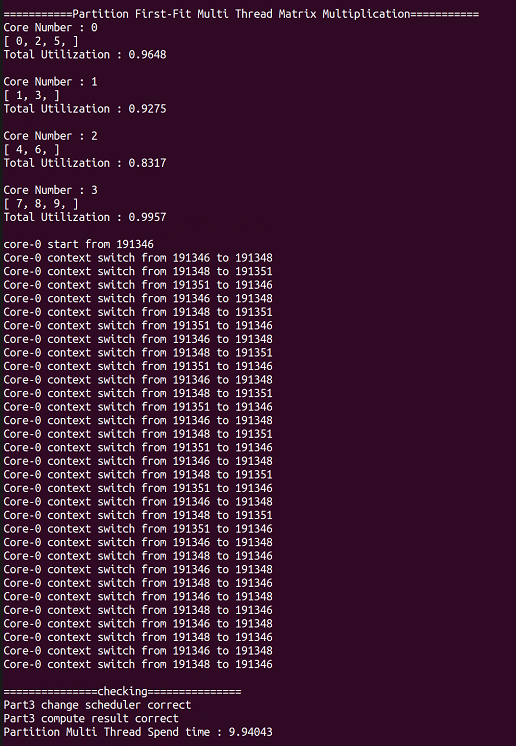 ===========Partition First-Fit Multi Thread Matrix Multiplication===========
Core Number : 0
[ 0, 2, 5, ]
Total Utilization : 0.9648
Core Number : 1
[ 1, 3, ]
Total Utilization : 0.9275
Core Number : 2
[ 4, 6, ]
Total Utilization : 0.8317
Core Number : 3
[ 7, 8, 9, ]
Total Utilization : 0.9957
core-0 start from 191346
Core-0 context switch from 191346 to 191348
Core-0 context switch from 191348 to 191351
Core-0 context switch from 191351 to 191346
Core-0 context switch from 191346 to 191348
Core-0 context switch from 191348 to 191351
Core-0 context switch from 191351 to 191346
Core-0 context switch from 191346 to 191348
Core-0 context switch from 191348 to 191351
Core-0 context switch from 191351 to 191346
Core-0 context switch from 191346 to 191348
Core-0 context switch from 191348 to 191351
Core-0 context switch from 191351 to 191346
Core-0 context switch from 191346 to 191348
Core-0 context switch from 191348 to 191351
Core-0 context switch from 191351 to 191346
Core-0 context switch from 191346 to 191348
Core-0 context switch from 191348 to 191351
Core-0 context switch from 191351 to 191346
Core-0 context switch from 191346 to 191348
Core-0 context switch from 191348 to 191351
Core-0 context switch from 191351 to 191346
Core-0 context switch from 191346 to 191348
Core-0 context switch from 191348 to 191346
Core-0 context switch from 191346 to 191348
Core-0 context switch from 191348 to 191346
Core-0 context switch from 191346 to 191348
Core-0 context switch from 191348 to 191346
Core-0 context switch from 191346 to 191348
Core-0 context switch from 191348 to 191346
Core-0 context switch from 191346 to 191348
Core-0 context switch from 191348 to 191346
===============checking===============
Part3 change scheduler correct
Part3 compute result correct
Partition Multi Thread Spend time : 9.94043